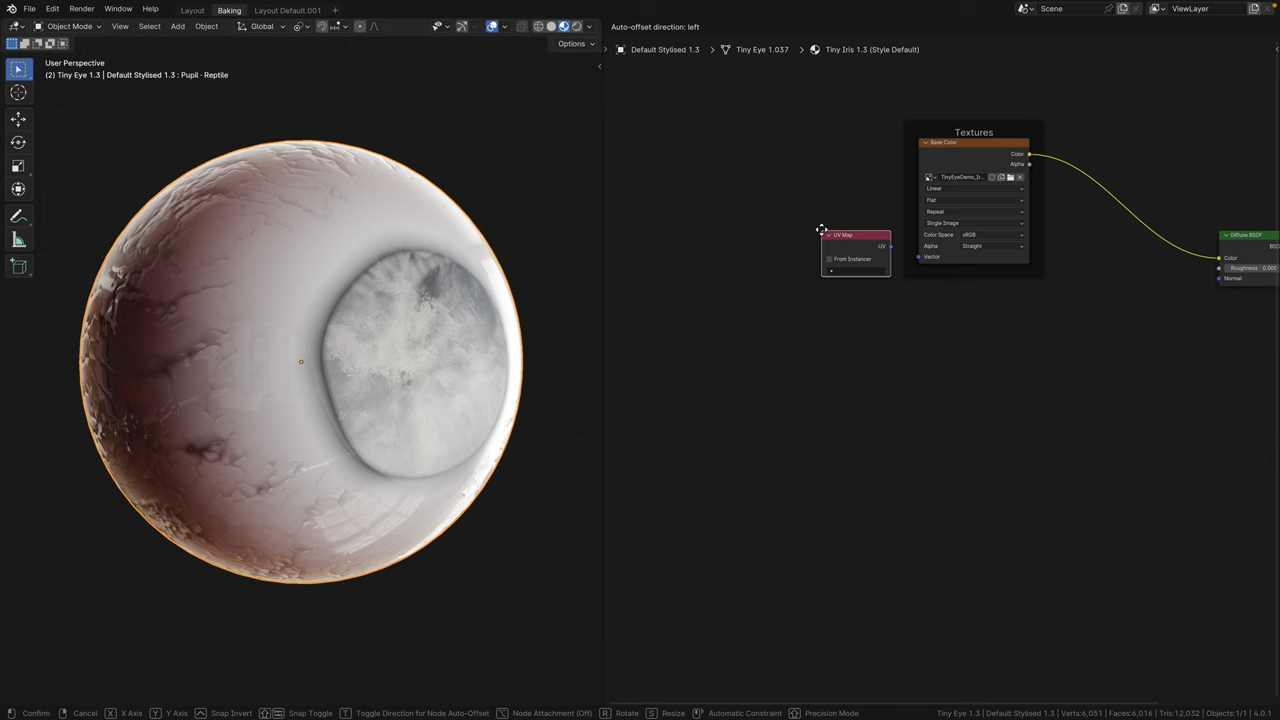 File Edit Render Window Help Layout Baking Layout Default.001 + Scene ViewLayer
Object Mode View Select Add Object Global
Auto-offset direction: left
Options
Default Stylised 1.3 > Tiny Eye 1.037 > Tiny Iris 1.3 (Style Default)
User Perspective
(2) Tiny Eye 1.3 | Default Stylised 1.3 : Pupil - Reptile
Textures
Base Color
Color
Alpha
TinyEyeDemo_Ir...
Linear
Flat
Repeat
Single Image
Color Space sRGB
Alpha Straight
Vector
UV Map
UV
From Instancer
Diffuse BSDF
BSD
Color
Roughness 0.000
Normal
Confirm Cancel X X Axis Y Y Axis Snap Invert Snap Toggle T Toggle Direction for Node Auto-Offset Node Attachment (Off) R Rotate S Resize Automatic Constraint Precision Mode Tiny Eye 1.3 | Default Stylised 1.3 | Verts:6,051 | Faces:6,016 | Tris:12,032 | Objects:1/1 | 4.0.1